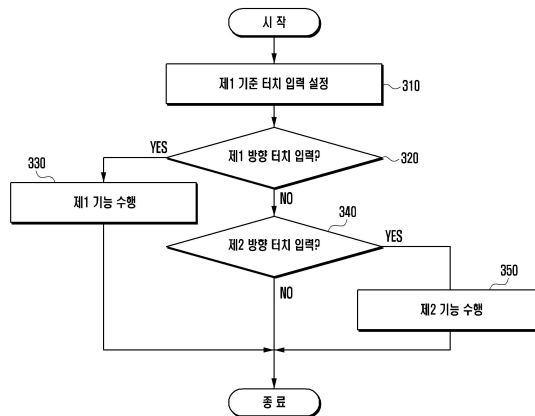 시 작
제1 기준 터치 입력 설정
310
제1 방향 터치 입력?
320
YES
330
제1 기능 수행
NO
340
제2 방향 터치 입력?
YES
350
제2 기능 수행
NO
종 료